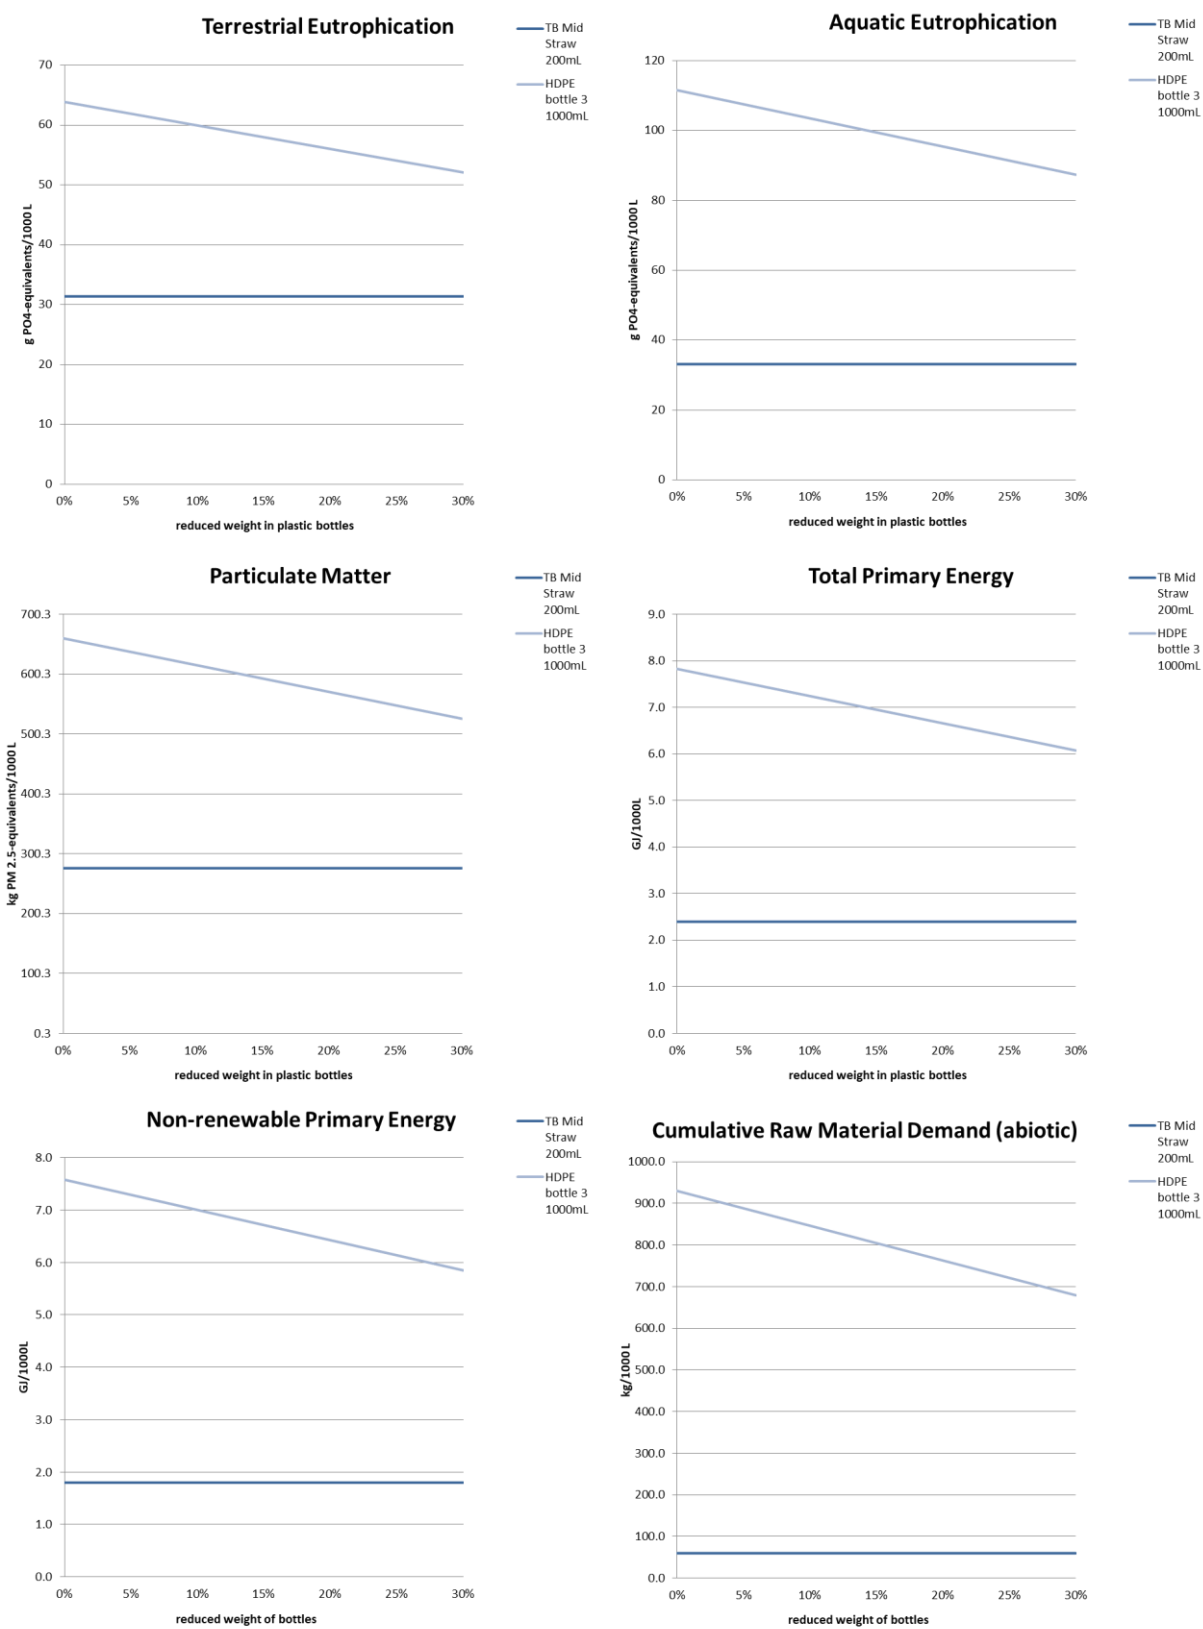 Terrestrial Eutrophication
TB Mid
Straw
200mL
HDPE
bottle 3
1000mL
70
60
50
40
30
20
10
0
g PO4-equivalents/1000 L
0% 5% 10% 15% 20% 25% 30%
reduced weight in plastic bottles
Aquatic Eutrophication
TB Mid
Straw
200mL
HDPE
bottle 3
1000mL
120
100
80
60
40
20
0
g PO4-equivalents/1000 L
0% 5% 10% 15% 20% 25% 30%
reduced weight in plastic bottles
Particulate Matter
TB Mid
Straw
200mL
HDPE
bottle 3
1000mL
700.3
600.3
500.3
400.3
300.3
200.3
100.3
0.3
kg PM 2.5-equivalents/1000 L
0% 5% 10% 15% 20% 25% 30%
reduced weight in plastic bottles
Total Primary Energy
TB Mid
Straw
200mL
HDPE
bottle 3
1000mL
9.0
8.0
7.0
6.0
5.0
4.0
3.0
2.0
1.0
0.0
GJ/1000L
0% 5% 10% 15% 20% 25% 30%
reduced weight in plastic bottles
Non-renewable Primary Energy
TB Mid
Straw
200mL
HDPE
bottle 3
1000mL
8.0
7.0
6.0
5.0
4.0
3.0
2.0
1.0
0.0
GJ/1000L
0% 5% 10% 15% 20% 25% 30%
reduced weight of bottles
Cumulative Raw Material Demand (abiotic)
TB Mid
Straw
200mL
HDPE
bottle 3
1000mL
1000.0
900.0
800.0
700.0
600.0
500.0
400.0
300.0
200.0
100.0
0.0
kg/1000 L
0% 5% 10% 15% 20% 25% 30%
reduced weight of bottles